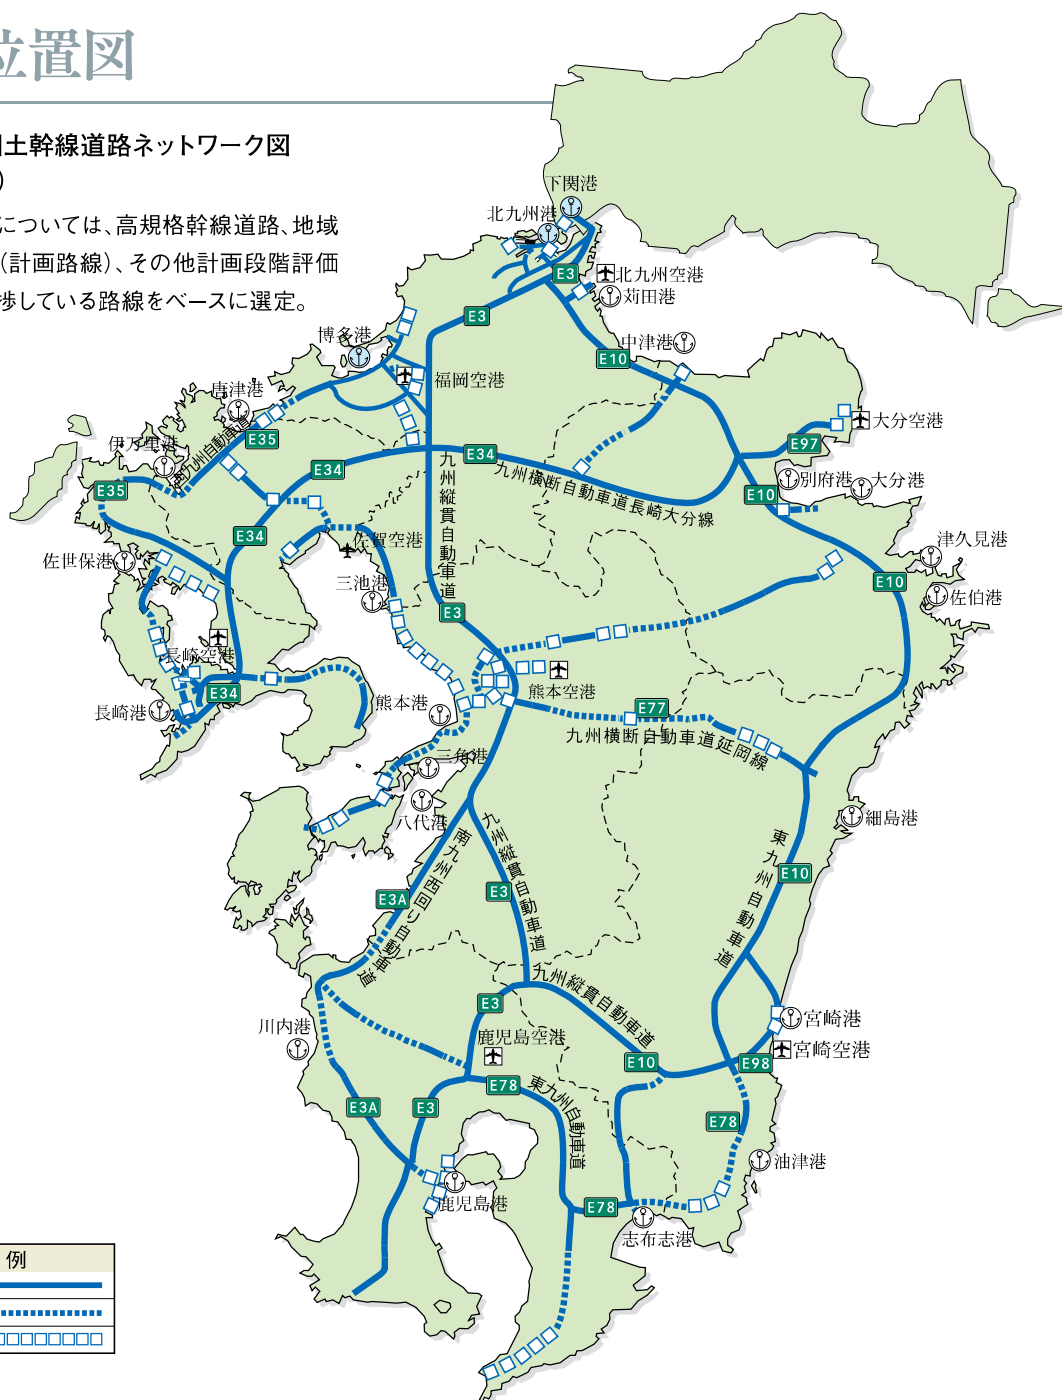 位置図
国土幹線道路ネットワーク図
)
については、高規格幹線道路、地域
(計画路線)、その他計画段階評価
捗している路線をベースに選定。
下関港
北九州港
E3
北九州空港
苅田港
E3
博多港
中津港
E10
福岡空港
唐津港
大分空港
伊万里港
西九州自動車道
E35
E97
E34
E34
九州横断自動車道長崎大分線
別府港
大分港
E35
E10
九州縦貫自動車道
E34
佐賀空港
津久見港
佐世保港
三池港
E10
佐伯港
E3
長崎空港
熊本空港
E34
長崎港
熊本港
E77
九州横断自動車道延岡線
三角港
八代港
細島港
南九州西回り自動車道
九州縦貫自動車道
東九州自動車道
E10
E3A
E3
九州縦貫自動車道
E3
川内港
鹿児島空港
宮崎港
宮崎空港
E10
E98
E78
東九州自動車道
E3A
E3
E78
油津港
鹿児島港
E78
志布志港
例